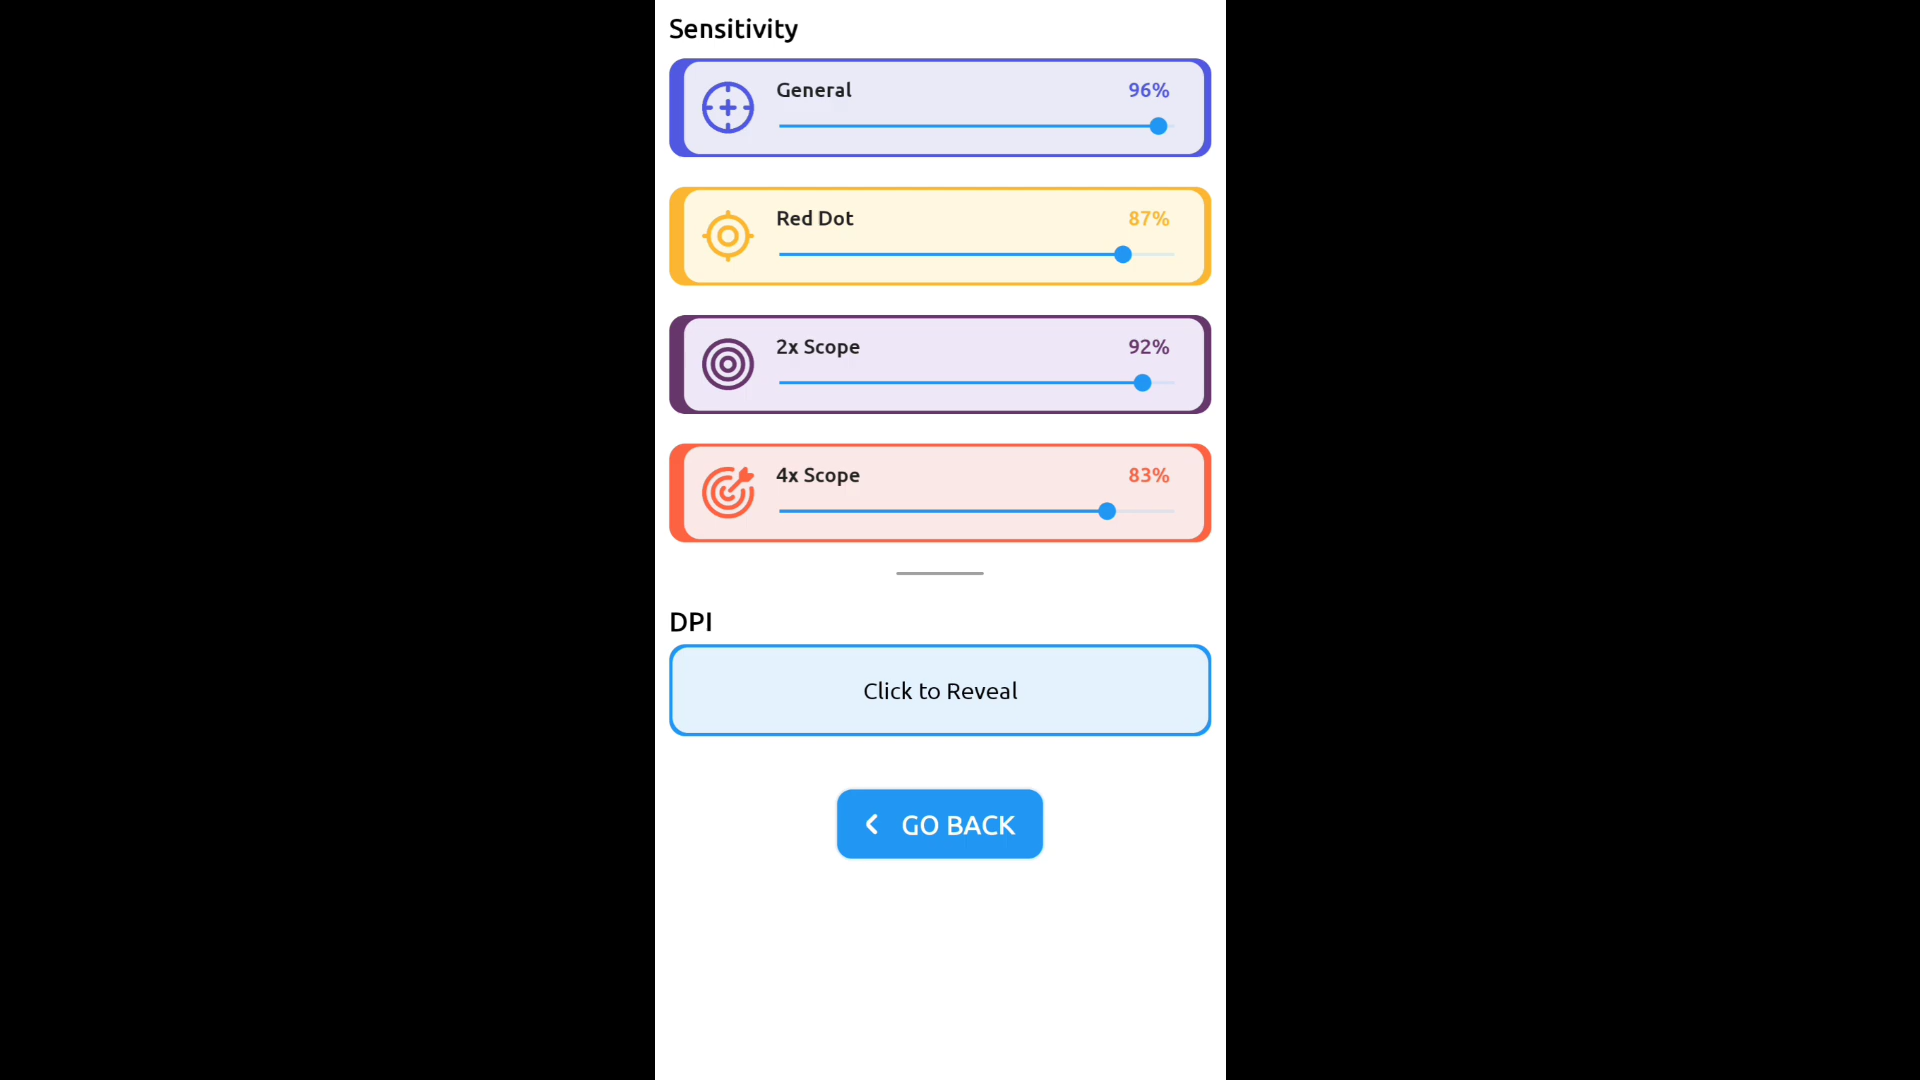 Sensitivity
General 96%
Red Dot 87%
2x Scope 92%
4x Scope 83%
DPI
Click to Reveal
GO BACK